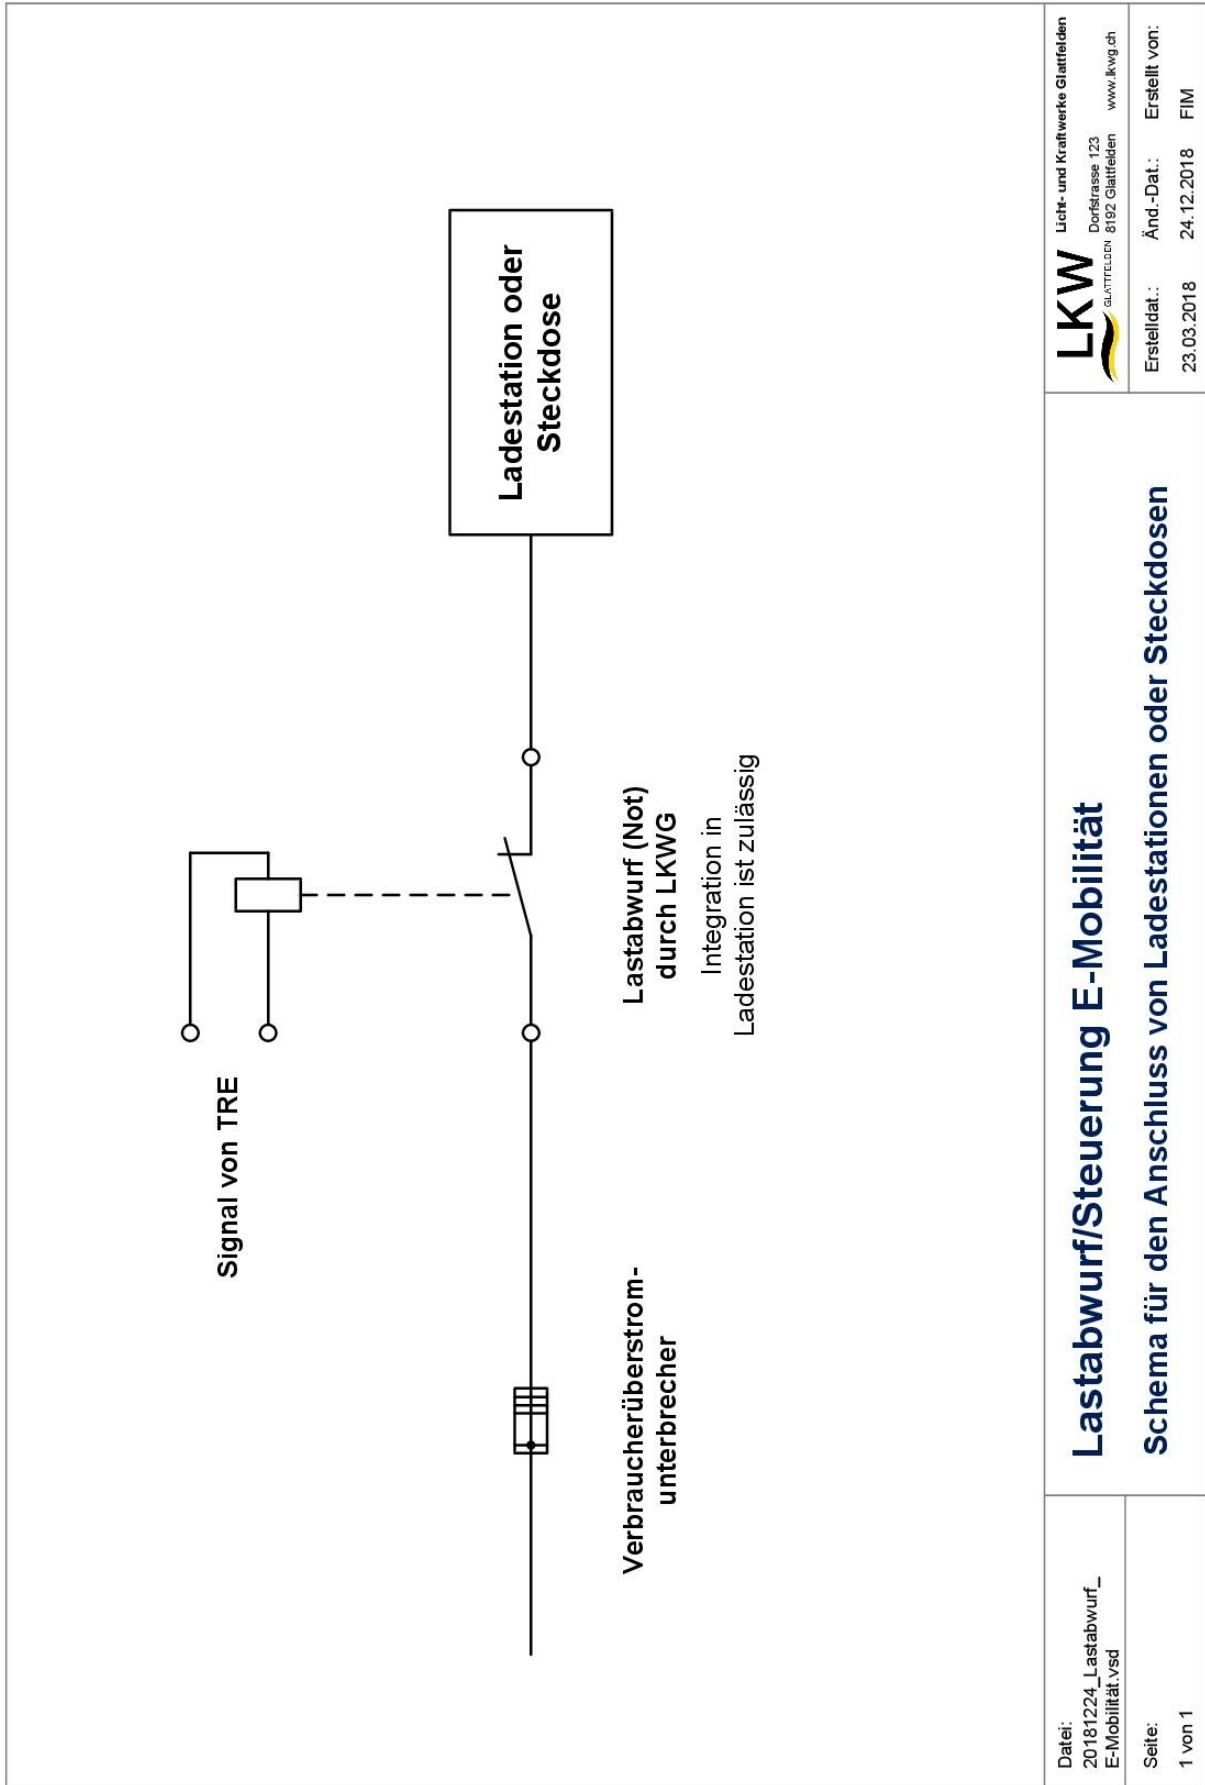 Signal von TRE
Ladestation oder
Steckdose
Verbraucherüberstrom-
unterbrecher
Lastabwurf (Not)
durch LKWG
Integration in
Ladestation ist zulässig
Datei:
20181224_Lastabwurf_
E-Mobilität.vsd
Seite:
1 von 1
Lastabwurf/Steuerung E-Mobilität
Schema für den Anschluss von Ladestationen oder Steckdosen
LKW
GLATTFELDEN
Licht- und Kraftwerke Glattfelden
Dorfstrasse 123
8192 Glattfelden www.lkwg.ch
Erstelldat.: Änd.-Dat.: Erstellt von:
23.03.2018 24.12.2018 FIM